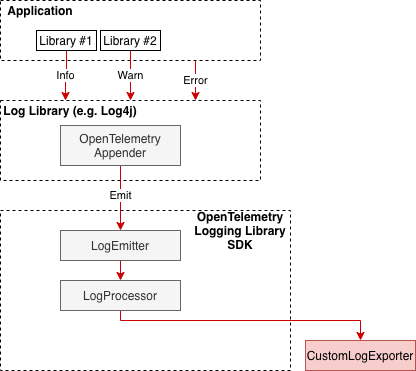 Application
Library #1
Library #2
Info
Warn
Error
Log Library (e.g. Log4j)
OpenTelemetry
Appender
Emit
OpenTelemetry
Logging Library
SDK
LogEmitter
LogProcessor
CustomLogExporter